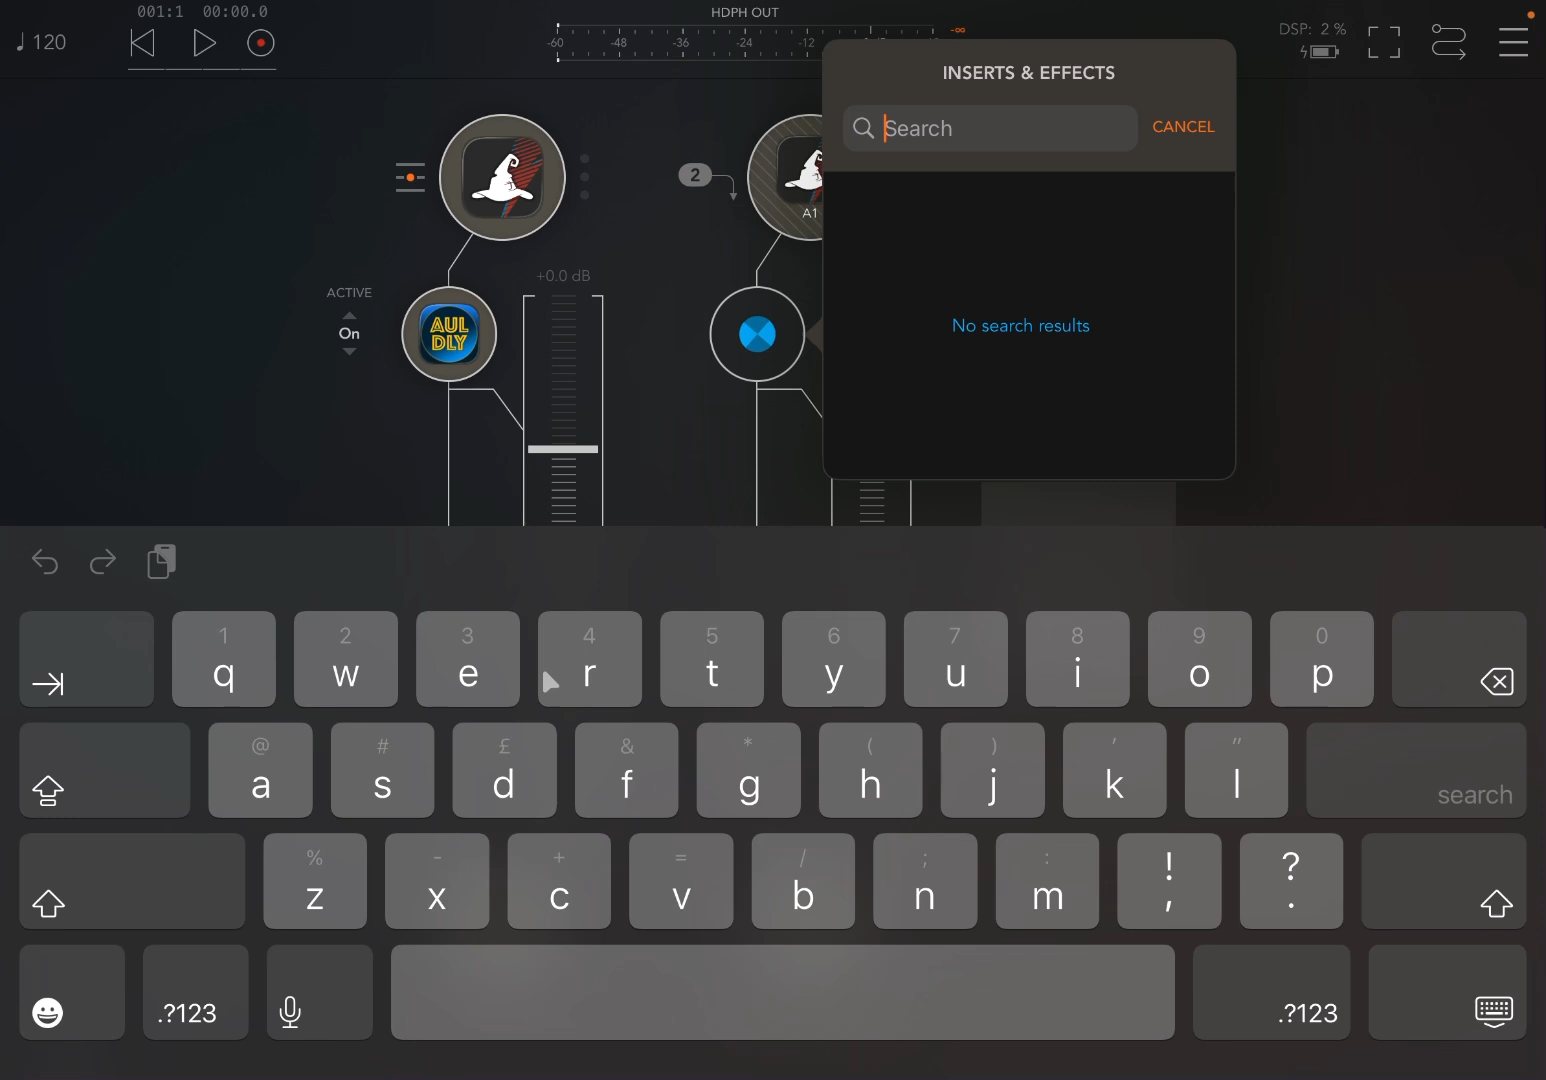 001:1 00:00.0
120
HDPH OUT
-60 -48 -36 -24 -12
-∞
DSP: 2 %
INSERTS & EFFECTS
Search
CANCEL
No search results
2
A1
+0.0 dB
ACTIVE
On
AUL
DLY
1 2 3 4 5 6 7 8 9 0
q w e r t y u i o p
@ # £ & * ( ) ' "
a s d f g h j k l
search
% - + = / ; : ! ?
z x c v b n m , .
.?123 .?123